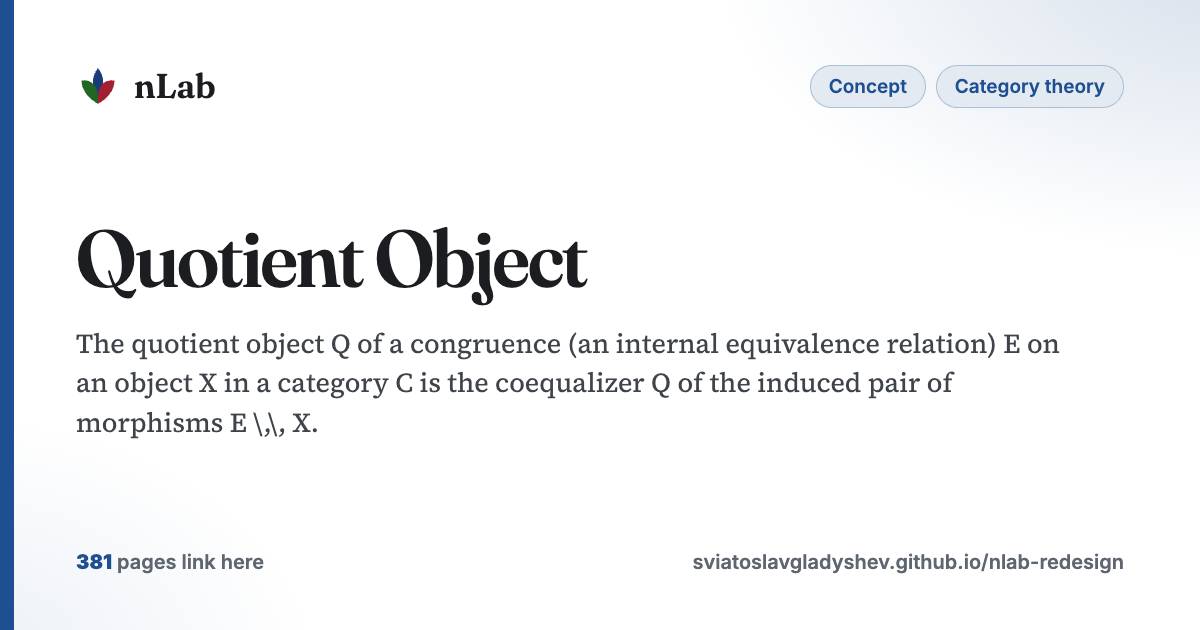 nLab
Concept
Category theory
Quotient Object
The quotient object Q of a congruence (an internal equivalence relation) E on
an object X in a category C is the coequalizer Q of the induced pair of
morphisms E \,\, X.
381 pages link here
sviatoslavgladyshev.github.io/nlab-redesign